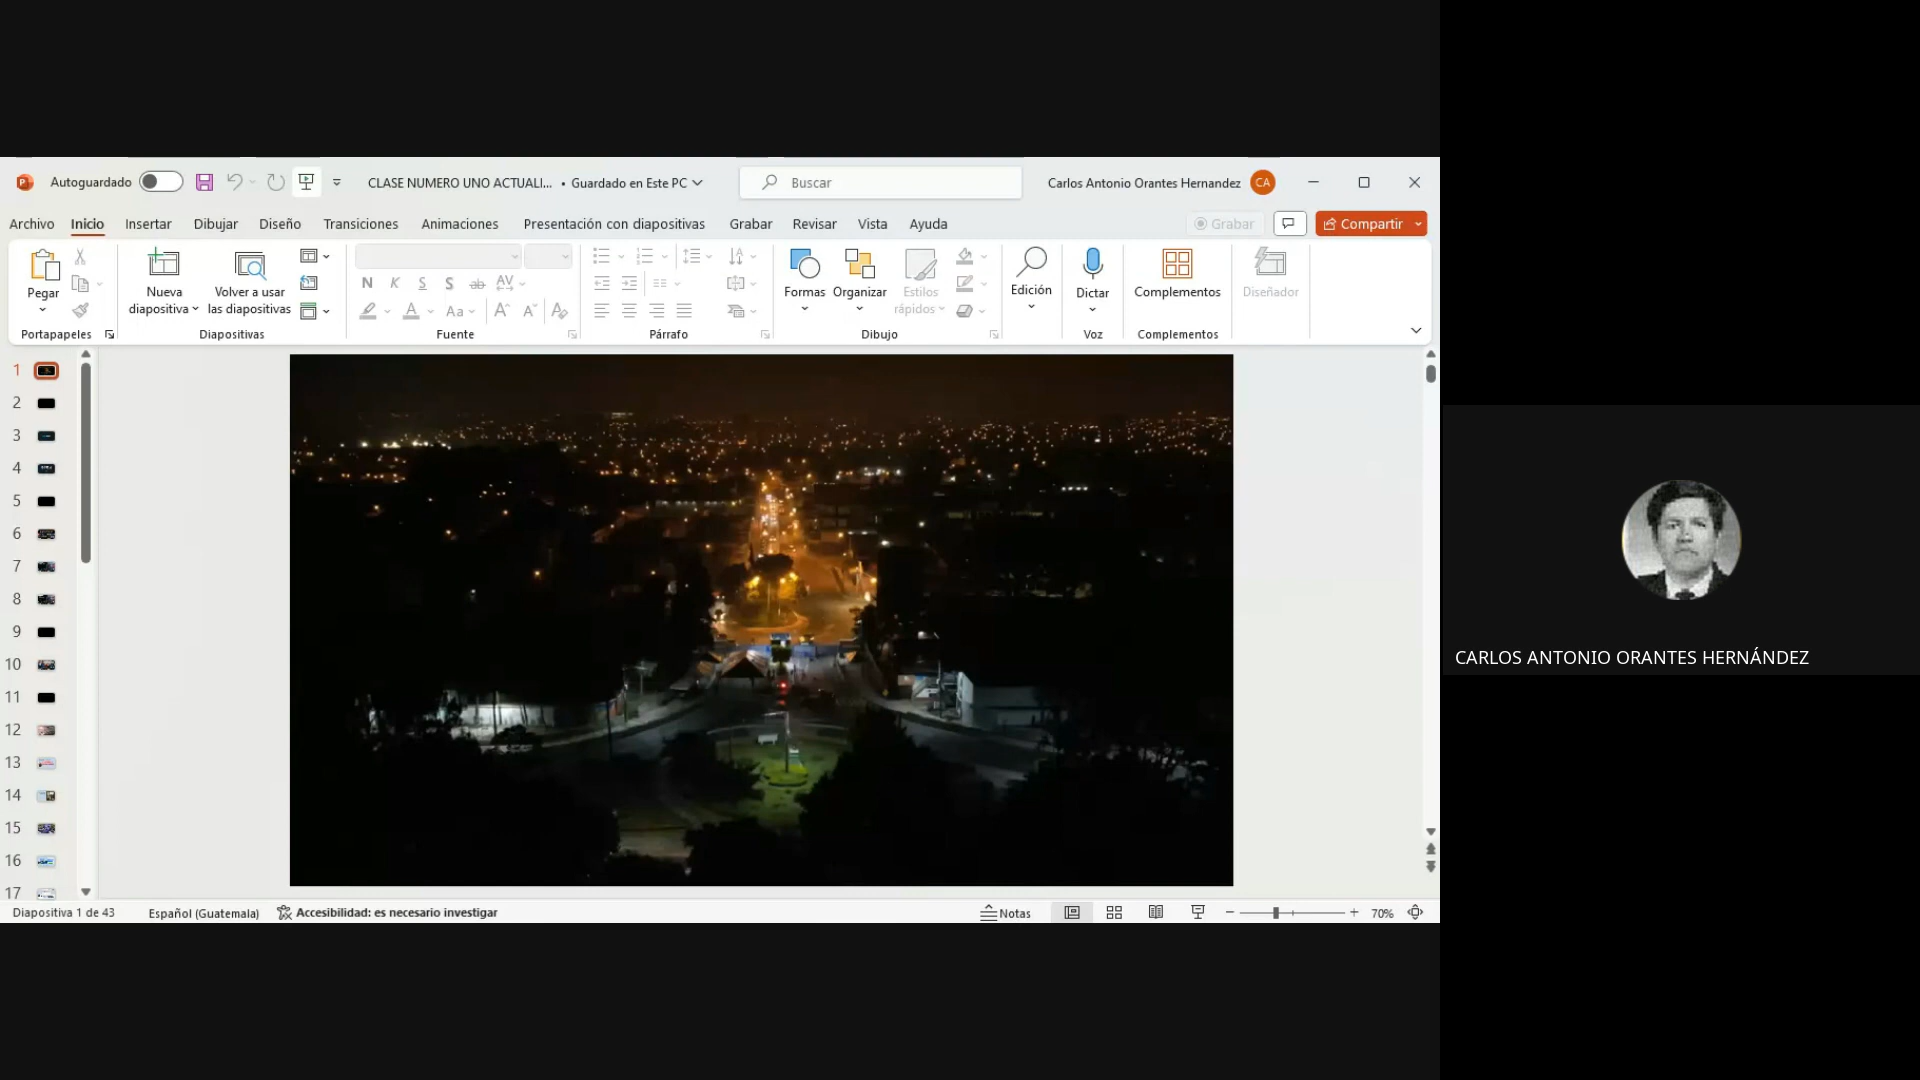 Autoguardado
CLASE NUMERO UNO ACTUALI... • Guardado en Este PC
Buscar
Carlos Antonio Orantes Hernandez CA
Archivo Inicio Insertar Dibujar Diseño Transiciones Animaciones Presentación con diapositivas Grabar Revisar Vista Ayuda
Grabar Compartir
Pegar
Portapapeles
Nueva
diapositiva
Volver a usar
las diapositivas
Diapositivas
N K S S ab AV
A Aa A A A
Fuente
Párrafo
Formas
Organizar
Estilos
rápidos
Dibujo
Edición
Dictar
Voz
Complementos
Complementos
Diseñador
1
2
3
4
5
6
7
8
9
10
11
12
13
14
15
16
17
CARLOS ANTONIO ORANTES HERNÁNDEZ
Diapositiva 1 de 43 Español (Guatemala) Accesibilidad: es necesario investigar
Notas
70%